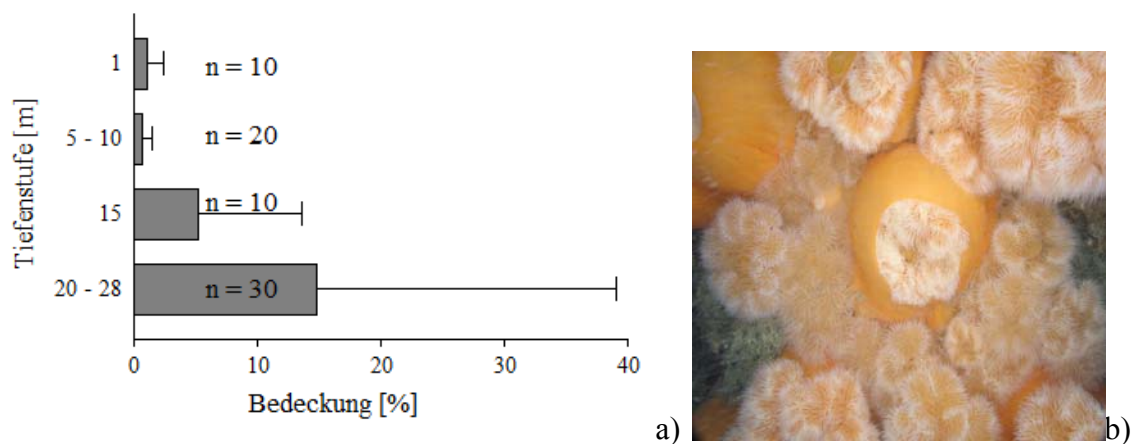 Tiefenstufe [m]
1
n = 10
5 - 10
n = 20
15
n = 10
20 - 28
n = 30
0 10 20 30 40
Bedeckung [%]
a)
b)